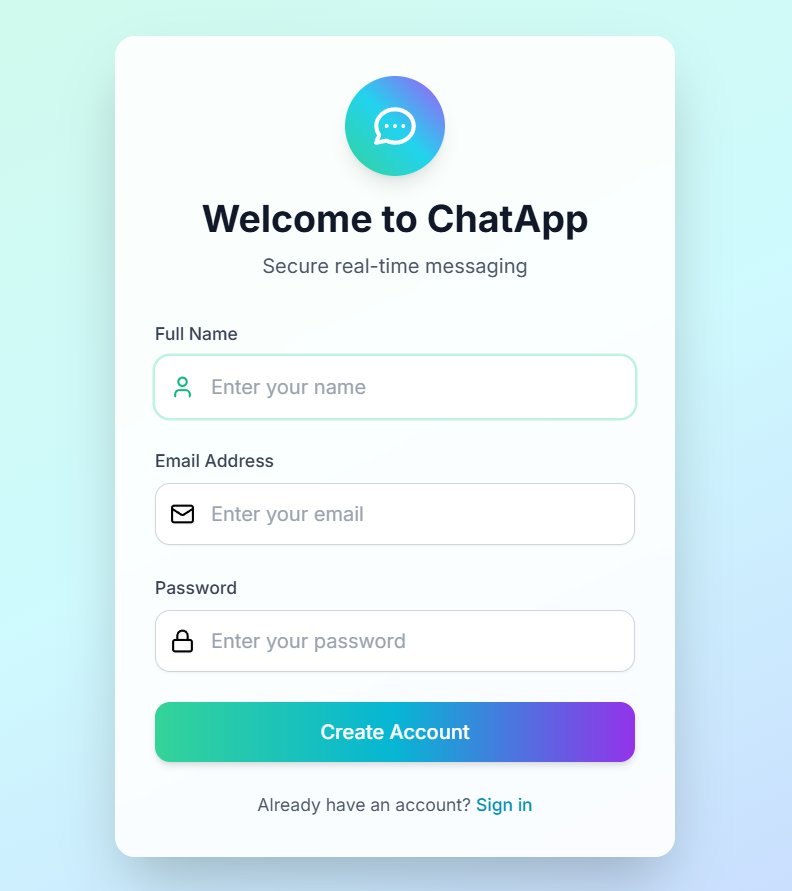 Welcome to ChatApp
Secure real-time messaging
Full Name
Enter your name
Email Address
Enter your email
Password
Enter your password
Create Account
Already have an account? Sign in